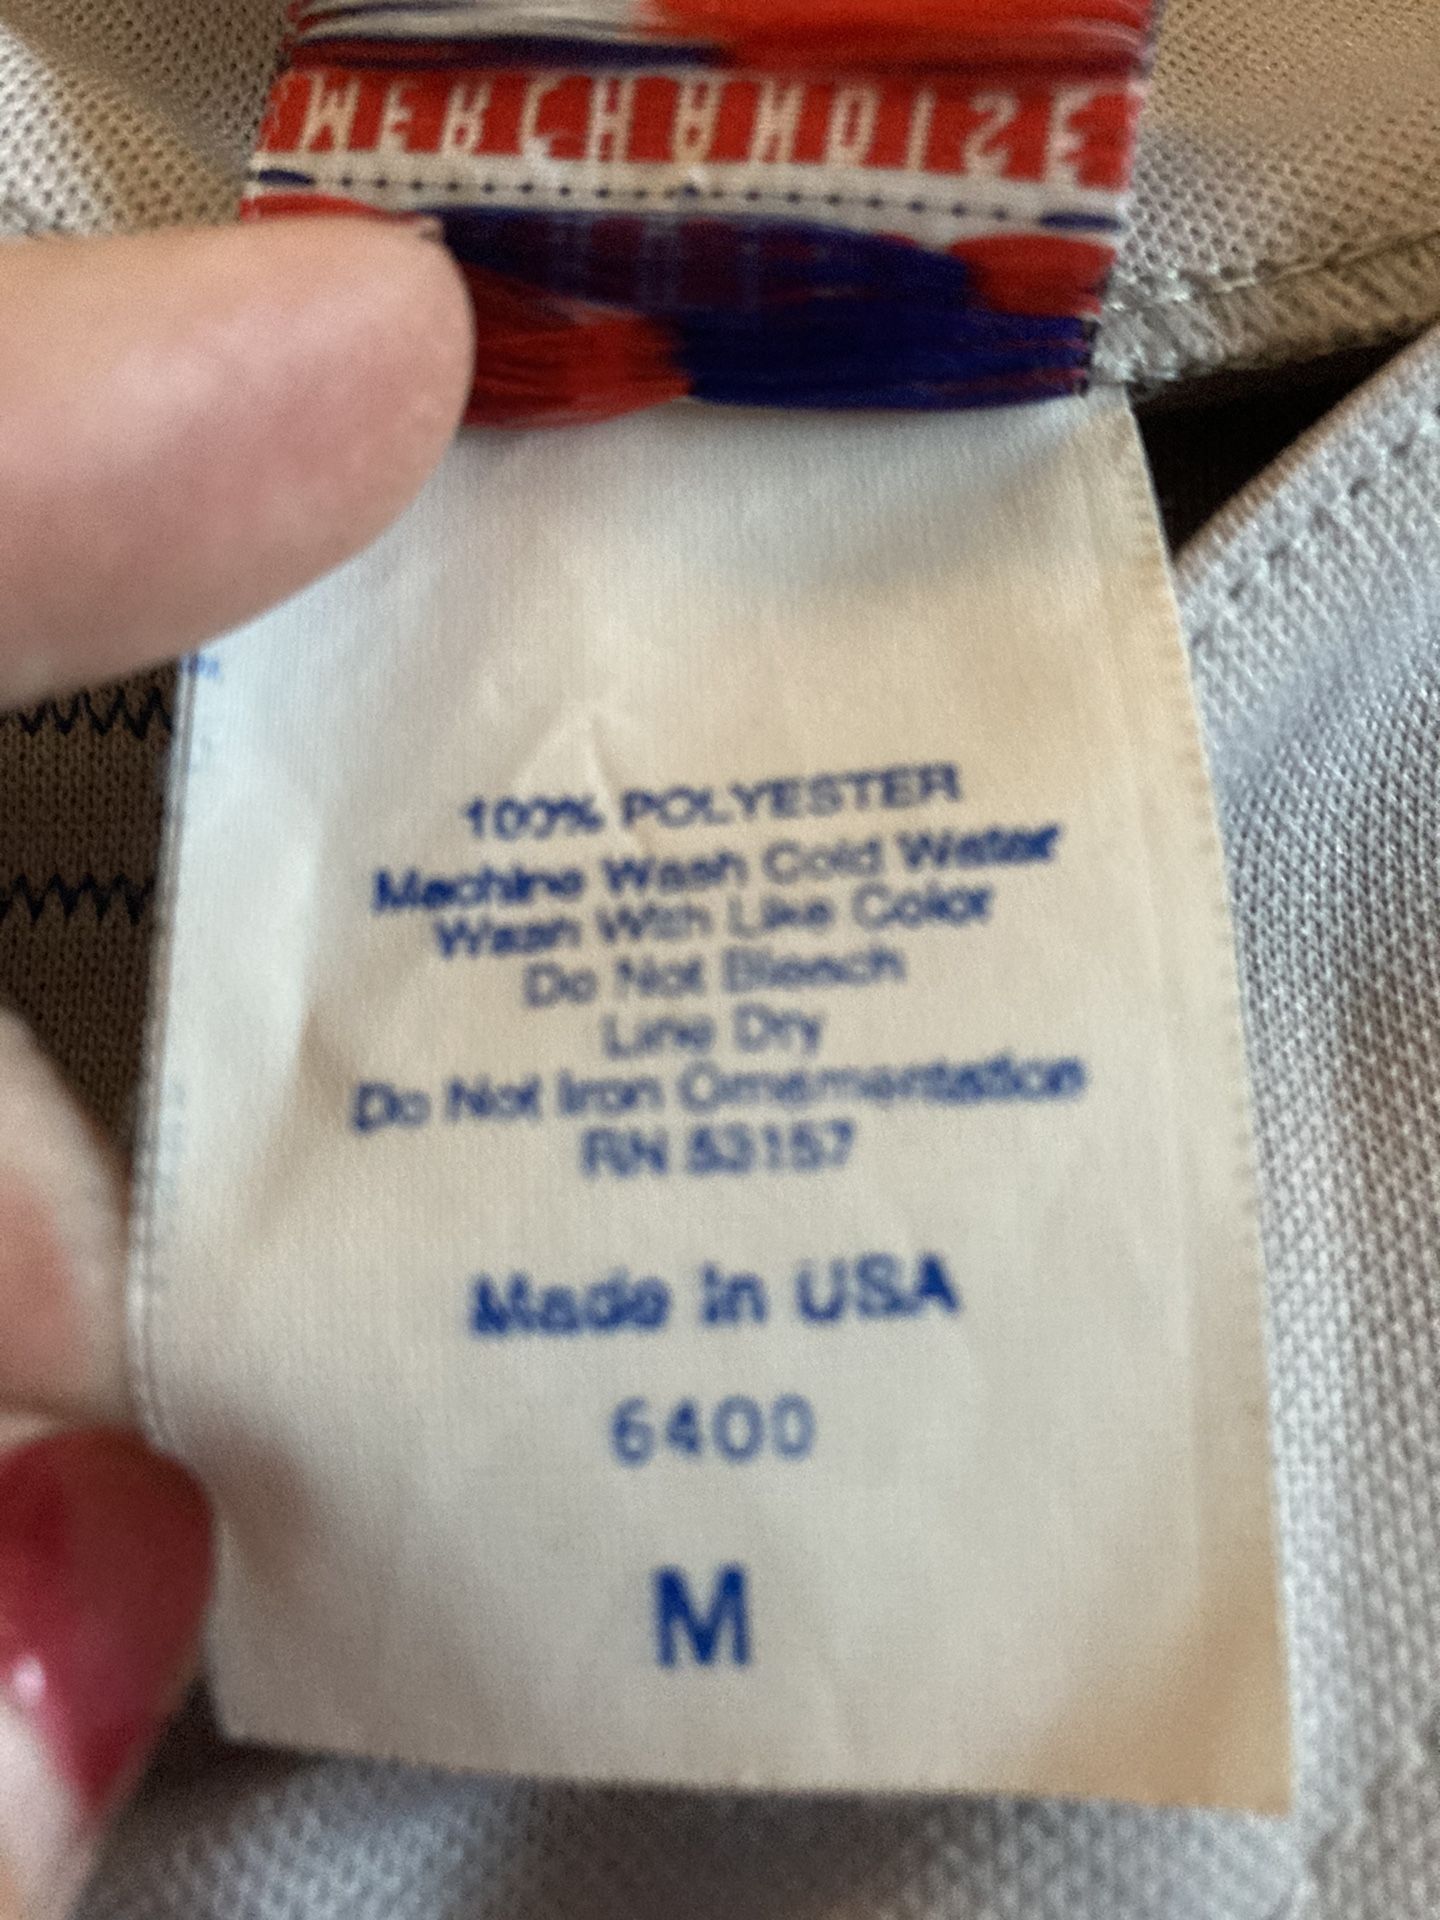 MERCHANDISE
100% POLYESTER
Machine Wash Cold Water
Wash With Like Color
Do Not Bleach
Line Dry
Do Not Iron Ornamentation
RN 53157
Made in USA
6400
M